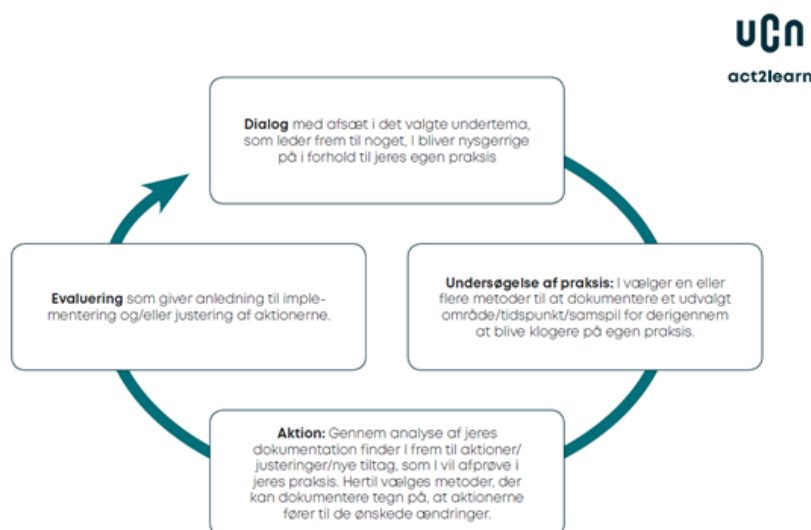 ucn
act2learn
Dialog med afsæt i det valgte undertema,
som leder frem til noget, I bliver nysgerrige
på i forhold til jeres egen praksis
Evaluering som giver anledning til imple-
mentering og/eller justering af aktionerne.
Undersøgelse af praksis: I vælger en eller
flere metoder til at dokumentere et udvalgt
område/tidspunkt/samspil for derigennem
at blive klogere på egen praksis.
Aktion: Gennem analyse af jeres
dokumentation finder I frem til aktioner/
justeringer/nye tiltag, som I vil afprøve i
jeres praksis. Hertil vælges metoder, der
kan dokumentere tegn på, at aktionerne
fører til de ønskede ændringer.